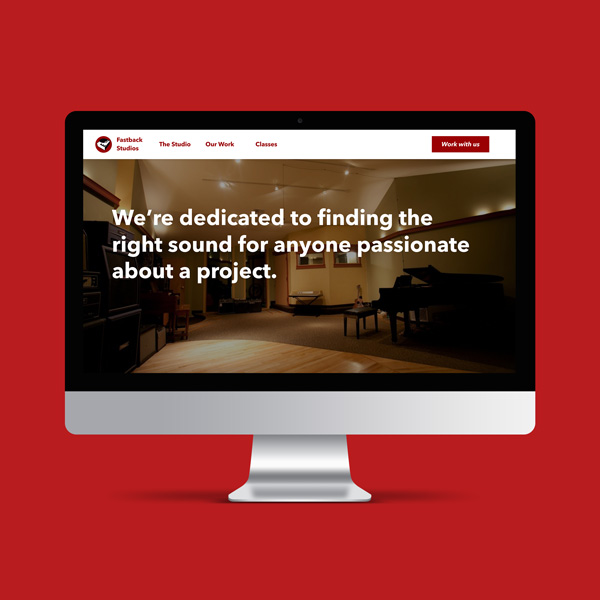 Fastback
Studios
The Studio
Our Work
Classes
Work with us
We're dedicated to finding the
right sound for anyone passionate
about a project.